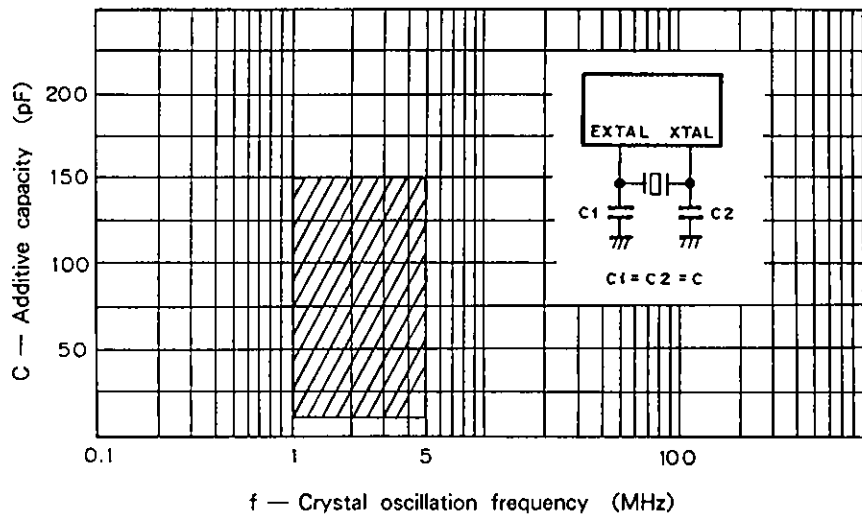 C — Additive capacity (pF)
200
150
100
50
EXTAL XTAL
C1 C2
C1 = C2 = C
0.1 1 5 100
f — Crystal oscillation frequency (MHz)